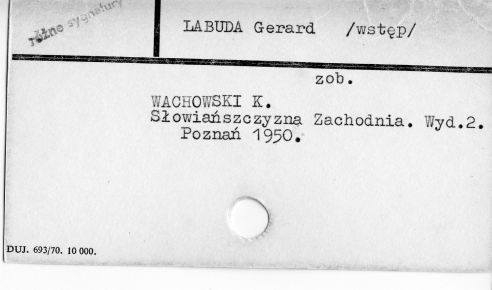 różne sygnatury
LABUDA Gerard /wstęp/
zob.
WACHOWSKI K.
Słowiańszczyzna Zachodnia. Wyd.2.
Poznań 1950.
DUJ. 693/70. 10 000.